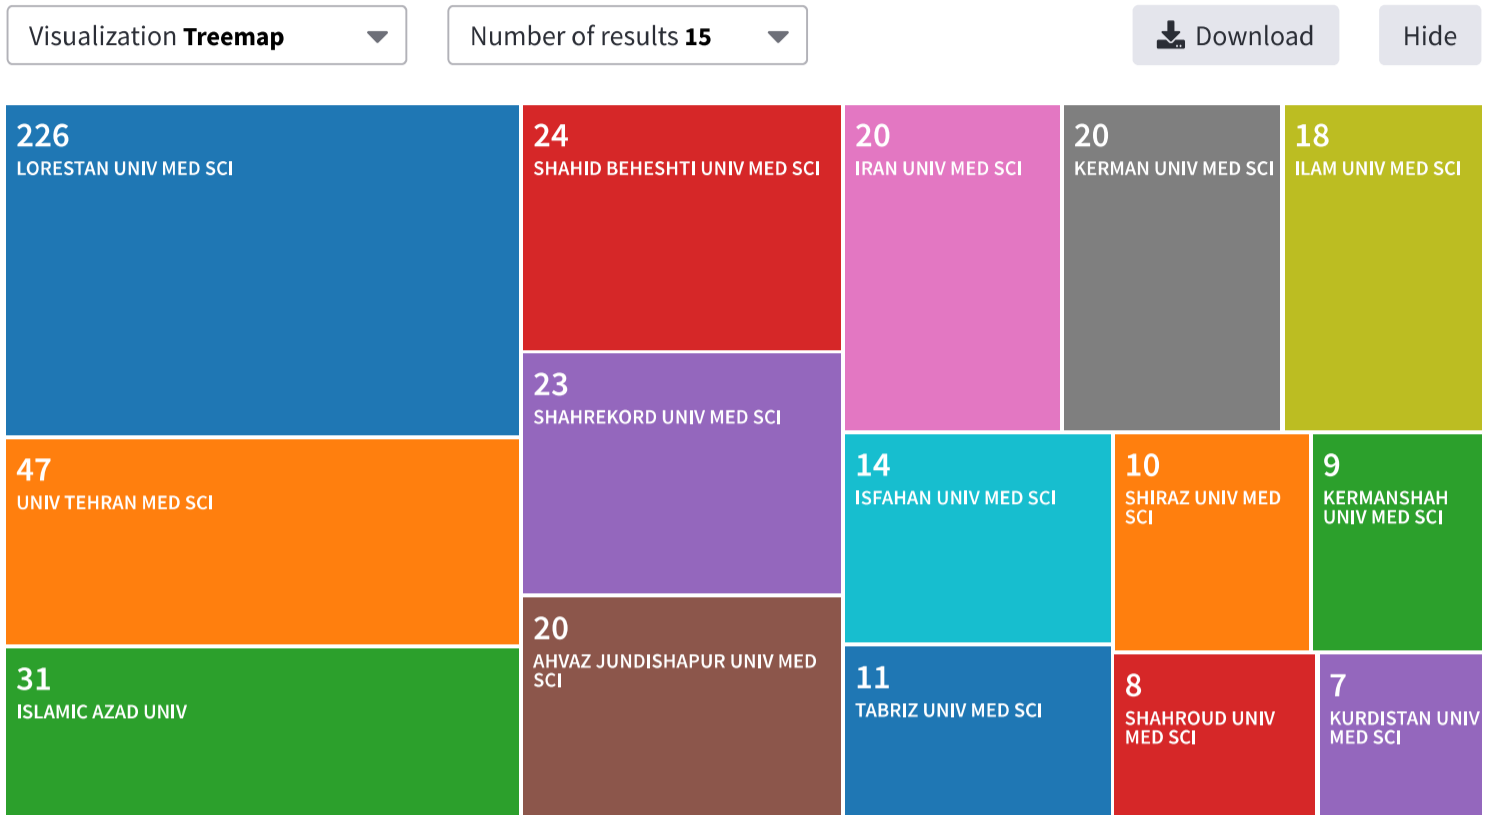 Visualization Treemap
Number of results 15
Download
Hide
226
LORESTAN UNIV MED SCI
47
UNIV TEHRAN MED SCI
31
ISLAMIC AZAD UNIV
24
SHAHID BEHESHTI UNIV MED SCI
23
SHAHREKORD UNIV MED SCI
20
AHVAZ JUNDISHAPUR UNIV MED
SCI
20
IRAN UNIV MED SCI
20
KERMAN UNIV MED SCI
18
ILAM UNIV MED SCI
14
ISFAHAN UNIV MED SCI
11
TABRIZ UNIV MED SCI
10
SHIRAZ UNIV MED
SCI
9
KERMANSHAH
UNIV MED SCI
8
SHAHROUD UNIV
MED SCI
7
KURDISTAN UNIV
MED SCI